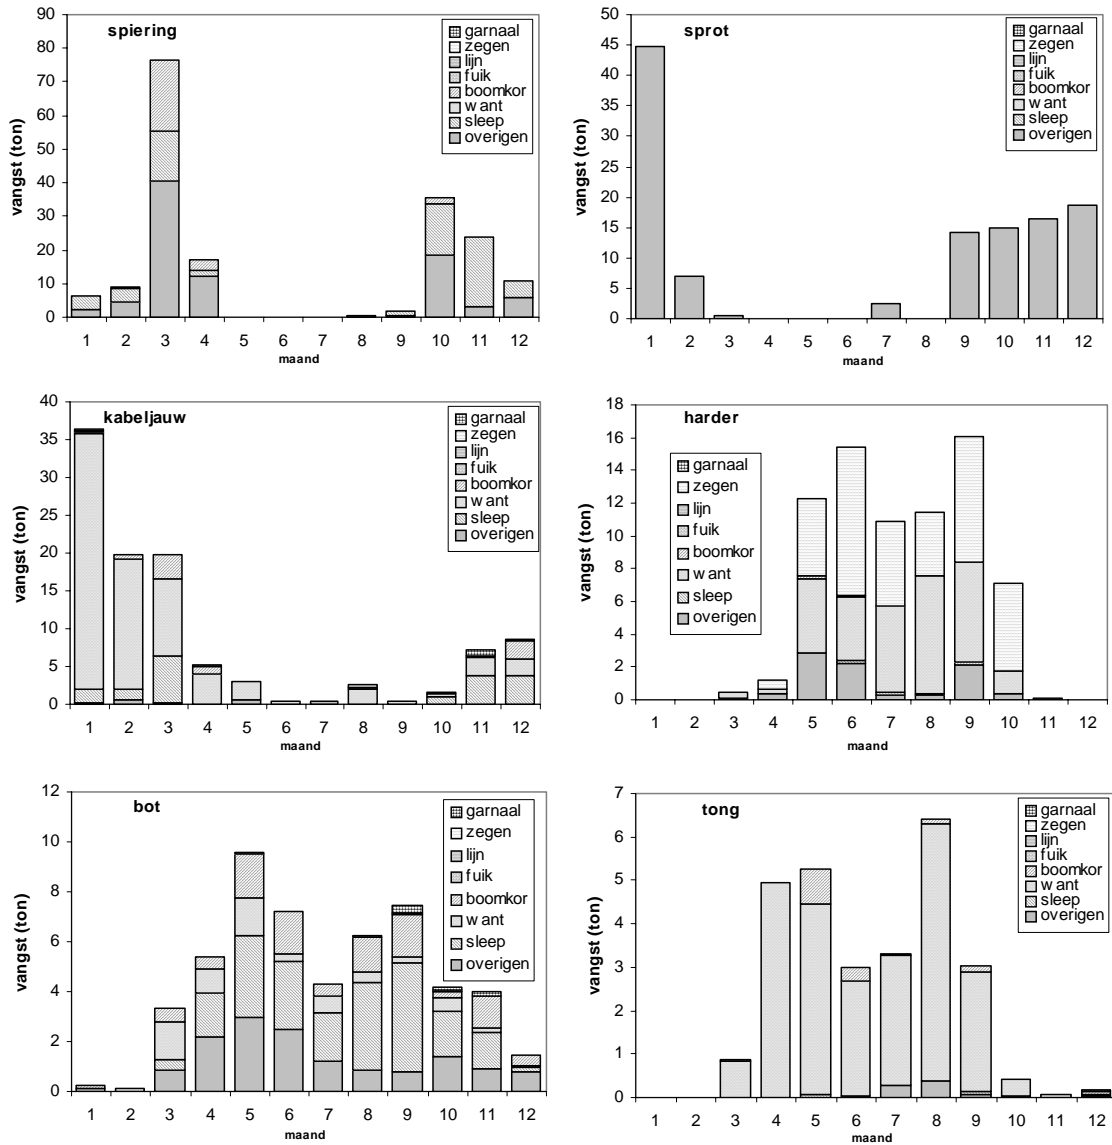 spiering
vangst (ton)
90
80
70
60
50
40
30
20
10
0
garnaal
zegen
lijn
fuik
boomkor
want
sleep
overigen
1 2 3 4 5 6 7 8 9 10 11 12
maand
sprot
vangst (ton)
50
45
40
35
30
25
20
15
10
5
0
garnaal
zegen
lijn
fuik
boomkor
want
sleep
overigen
1 2 3 4 5 6 7 8 9 10 11 12
maand
kabeljauw
vangst (ton)
40
35
30
25
20
15
10
5
0
garnaal
zegen
lijn
fuik
boomkor
want
sleep
overigen
1 2 3 4 5 6 7 8 9 10 11 12
maand
harder
vangst (ton)
18
16
14
12
10
8
6
4
2
0
garnaal
zegen
lijn
fuik
boomkor
want
sleep
overigen
1 2 3 4 5 6 7 8 9 10 11 12
maand
bot
vangst (ton)
12
10
8
6
4
2
0
garnaal
zegen
lijn
fuik
boomkor
want
sleep
overigen
1 2 3 4 5 6 7 8 9 10 11 12
maand
tong
vangst (ton)
7
6
5
4
3
2
1
0
garnaal
zegen
lijn
fuik
boomkor
want
sleep
overigen
1 2 3 4 5 6 7 8 9 10 11 12
maand